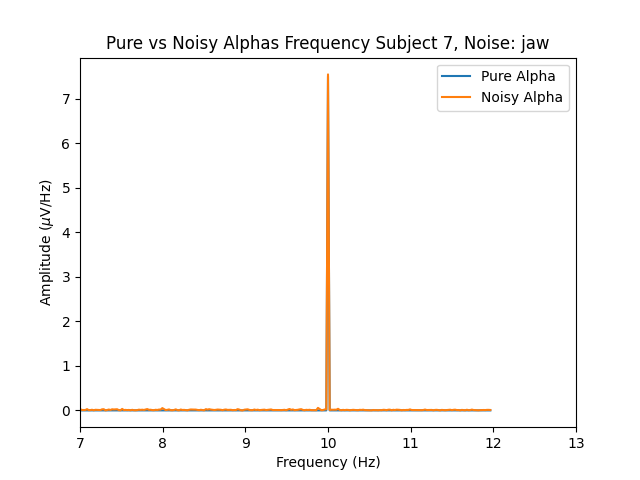 Pure vs Noisy Alphas Frequency Subject 7, Noise: jaw
Pure Alpha
Noisy Alpha
7
6
5
4
3
2
1
0
Amplitude (µV/Hz)
7 8 9 10 11 12 13
Frequency (Hz)